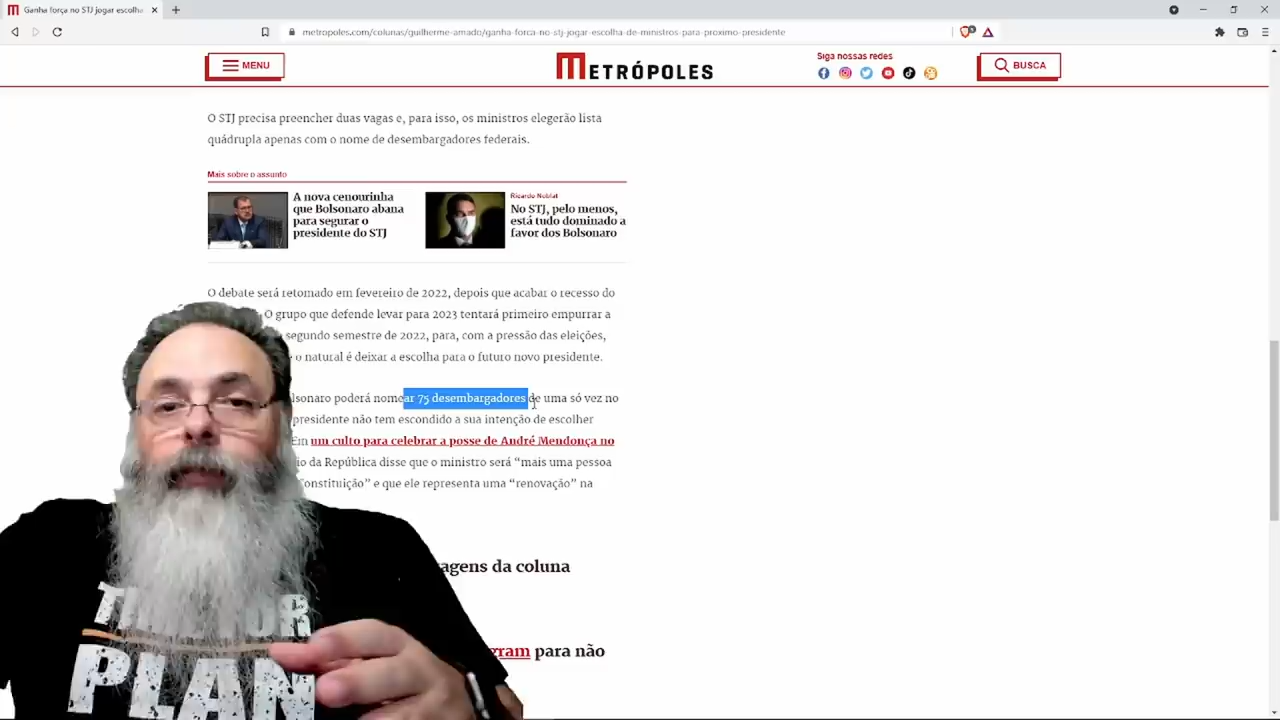 Ganha força no STJ jogar escolha
metropoles.com/colunas/guilherme-amado/ganha-forca-no-stj-jogar-escolha-de-ministros-para-proximo-presidente
MENU
METRÓPOLES
Siga nossas redes
BUSCA
O STJ precisa preencher duas vagas e, para isso, os ministros elegerão lista
quádrupla apenas com o nome de desembargadores federais.
Mais sobre o assunto
A nova cenourinha
que Bolsonaro abana
para segurar o
presidente do STJ
Ricardo Noblat
No STJ, pelo menos,
está tudo dominado a
favor dos Bolsonaro
O debate será retomado em fevereiro de 2022, depois que acabar o recesso do
O grupo que defende levar para 2023 tentará primeiro empurrar a
segundo semestre de 2022, para, com a pressão das eleições,
o natural é deixar a escolha para o futuro novo presidente.
lsonaro poderá nomear 75 desembargadores de uma só vez no
presidente não tem escondido a sua intenção de escolher
Em um culto para celebrar a posse de André Mendonça no
io da República disse que o ministro será “mais uma pessoa
onstituição” e que ele representa uma “renovação” na
agens da coluna
gram para não
PLAN